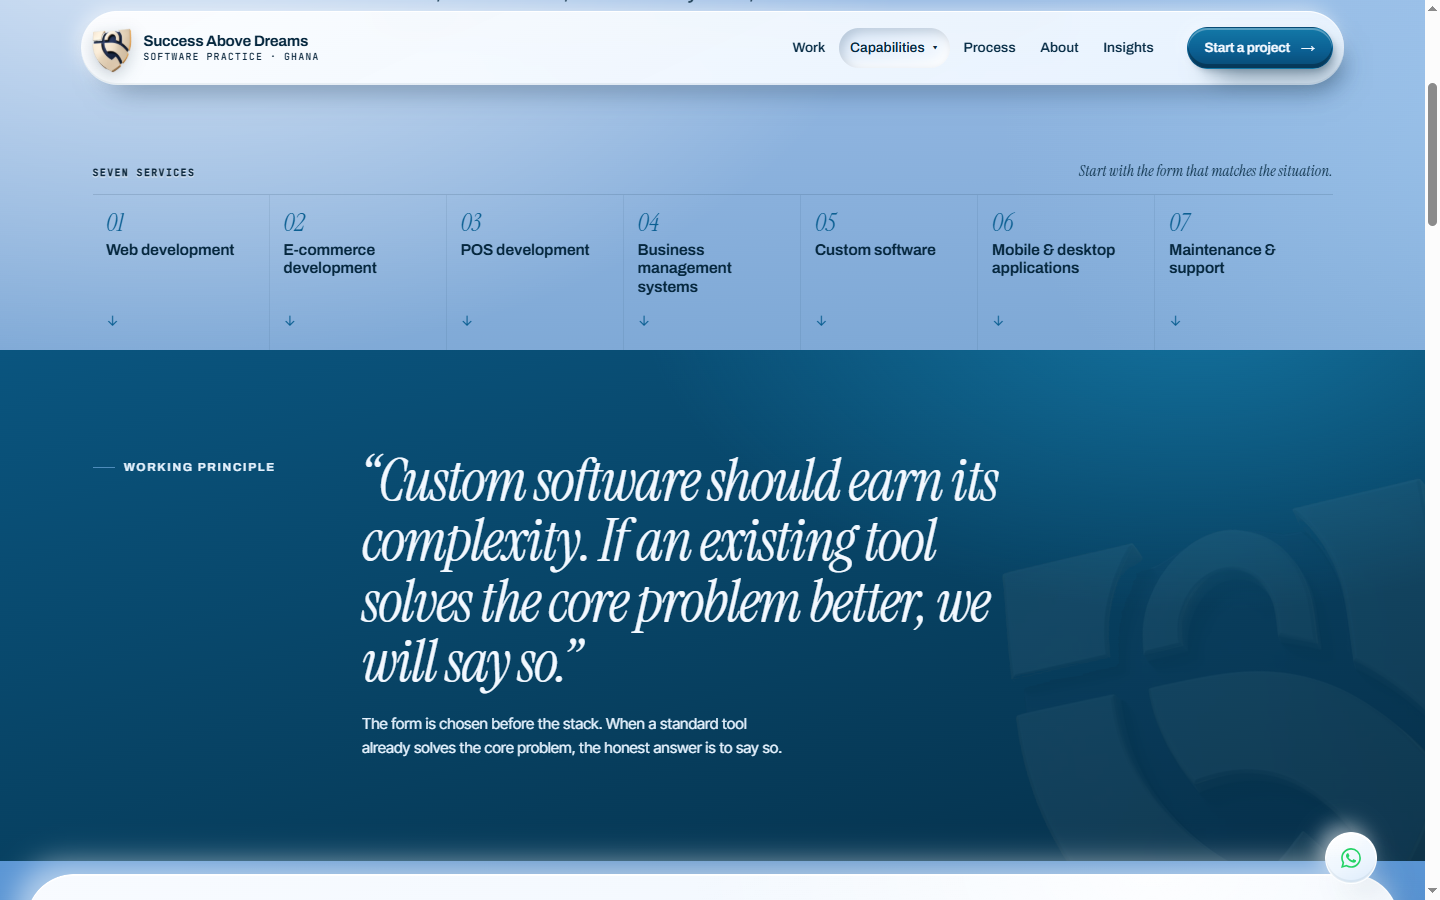 Success Above Dreams
SOFTWARE PRACTICE · GHANA
Work
Capabilities
Process
About
Insights
Start a project →
SEVEN SERVICES
Start with the form that matches the situation.
01
Web development
↓
02
E-commerce
development
↓
03
POS development
↓
04
Business
management
systems
↓
05
Custom software
↓
06
Mobile & desktop
applications
↓
07
Maintenance &
support
↓
WORKING PRINCIPLE
“Custom software should earn its
complexity. If an existing tool
solves the core problem better, we
will say so.”
The form is chosen before the stack. When a standard tool
already solves the core problem, the honest answer is to say so.